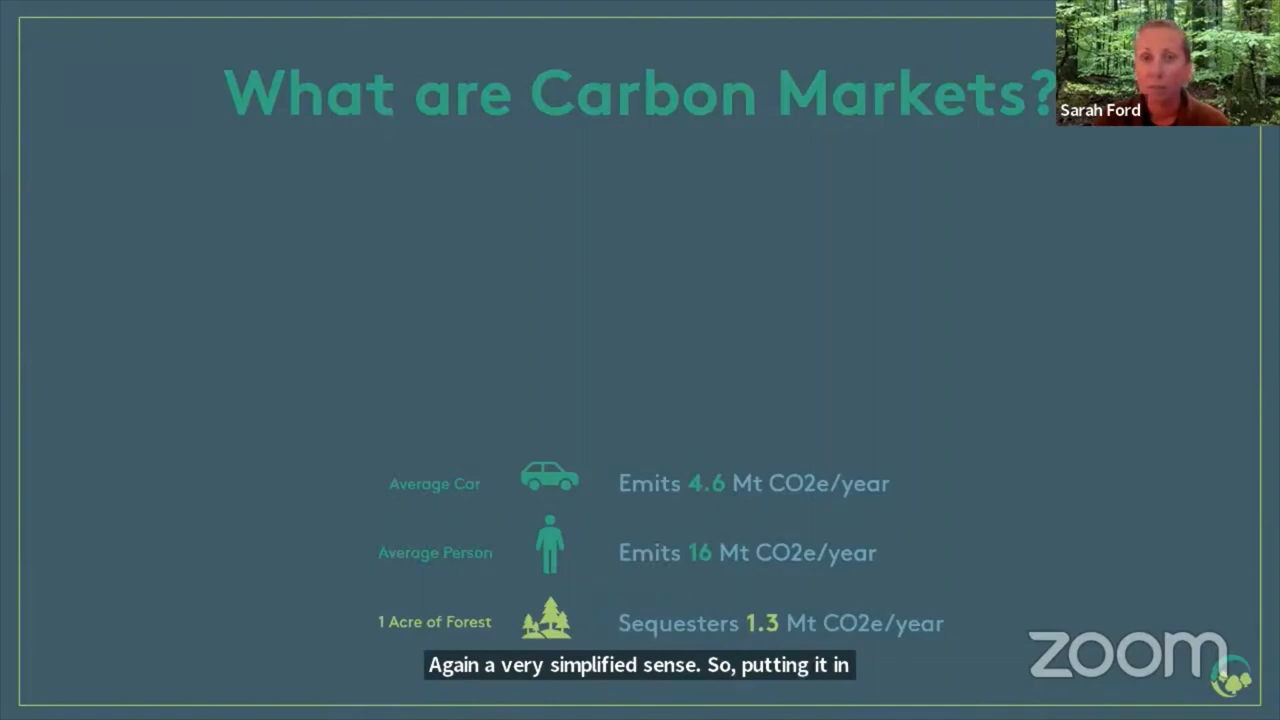 What are Carbon Markets?
Sarah Ford
Average Car Emits 4.6 Mt CO2e/year
Average Person Emits 16 Mt CO2e/year
1 Acre of Forest Sequesters 1.3 Mt CO2e/year
Again a very simplified sense. So, putting it in
zoom